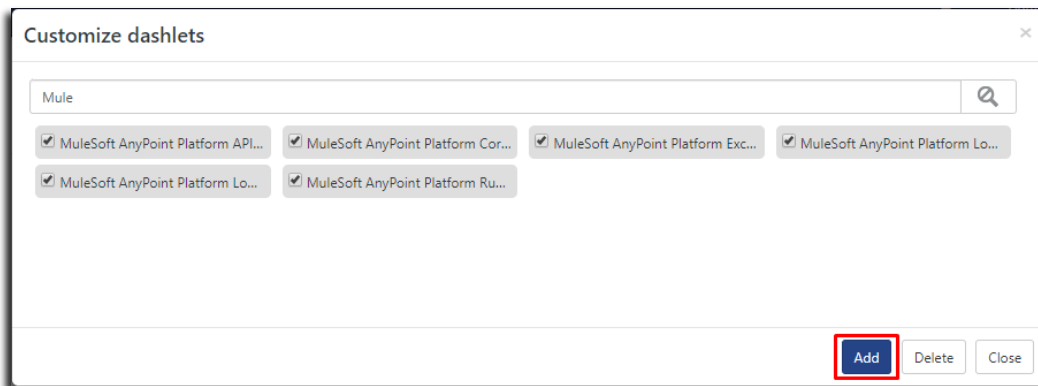 Customize dashlets
Mule
MuleSoft AnyPoint Platform API... MuleSoft AnyPoint Platform Cor... MuleSoft AnyPoint Platform Exc... MuleSoft AnyPoint Platform Lo...
MuleSoft AnyPoint Platform Lo... MuleSoft AnyPoint Platform Ru...
Add Delete Close